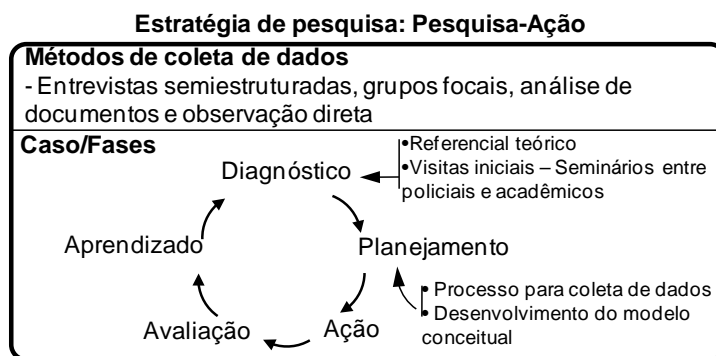 Estratégia de pesquisa: Pesquisa-Ação
Métodos de coleta de dados
- Entrevistas semiestruturadas, grupos focais, análise de
documentos e observação direta
Caso/Fases
•Referencial teórico
•Visitas iniciais – Seminários entre
policiais e acadêmicos
Diagnóstico
Aprendizado
Planejamento
• Processo para coleta de dados
• Desenvolvimento do modelo
conceitual
Avaliação
Ação